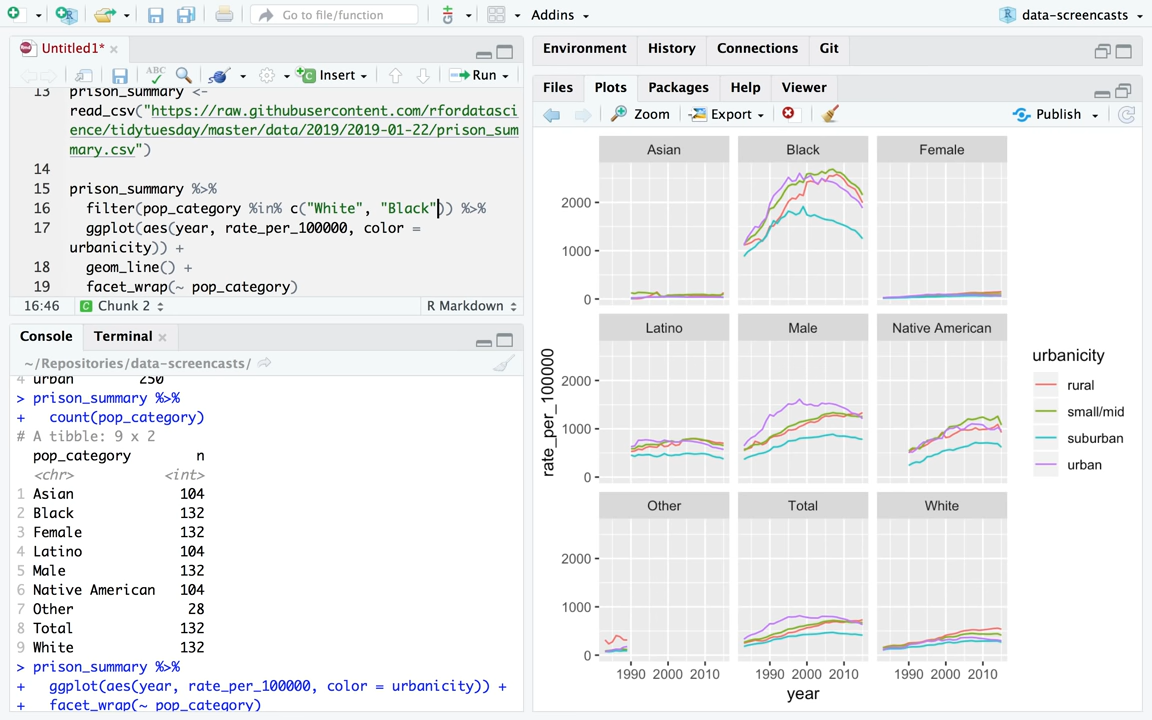 Go to file/function
Addins
data-screencasts
Untitled1*
ABC
Insert
Run
13 prison_summary <-
read_csv("https://raw.githubusercontent.com/rfordatasci
ence/tidytuesday/master/data/2019/2019-01-22/prison_sum
mary.csv")
14
15 prison_summary %>%
16 filter(pop_category %in% c("White", "Black")) %>%
17 ggplot(aes(year, rate_per_100000, color =
urbanicity)) +
18 geom_line() +
19 facet_wrap(~ pop_category)
16:46 Chunk 2 R Markdown
Console Terminal
~/Repositories/data-screencasts/
4 urban 250
> prison_summary %>%
+ count(pop_category)
# A tibble: 9 x 2
pop_category n
<chr> <int>
1 Asian 104
2 Black 132
3 Female 132
4 Latino 104
5 Male 132
6 Native American 104
7 Other 28
8 Total 132
9 White 132
> prison_summary %>%
+ ggplot(aes(year, rate_per_100000, color = urbanicity)) +
+ facet_wrap(~ pop_category)
Environment History Connections Git
Files Plots Packages Help Viewer
Zoom Export Publish
Asian Black Female
2000
1000
0
Latino Male Native American
2000
1000
0
Other Total White
2000
1000
0
1990 2000 2010 1990 2000 2010 1990 2000 2010
year
rate_per_100000
urbanicity
rural
small/mid
suburban
urban